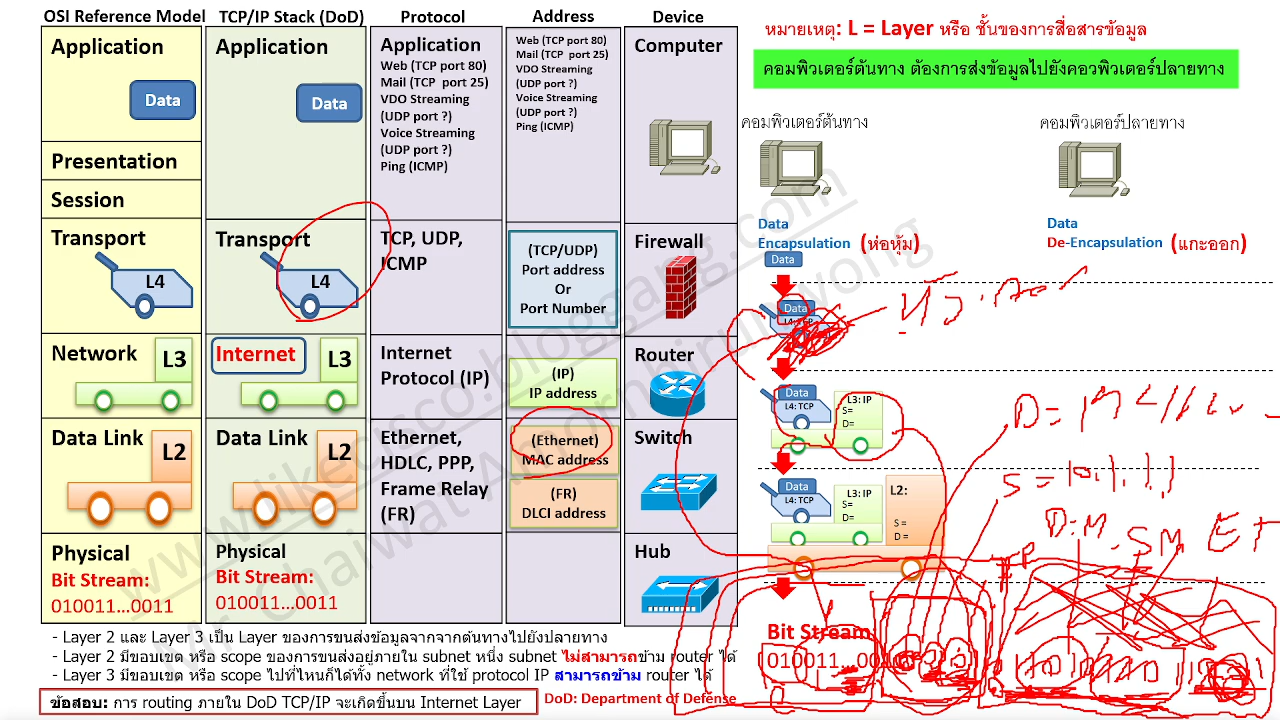 OSI Reference Model
TCP/IP Stack (DoD)
Protocol
Address
Device
Application
Data
Presentation
Session
Transport
L4
Network
L3
Data Link
L2
Physical
Bit Stream:
010011...0011
Application
Data
Transport
L4
Internet
L3
Data Link
L2
Physical
Bit Stream:
010011...0011
Application
Web (TCP port 80)
Mail (TCP port 25)
VDO Streaming
(UDP port ?)
Voice Streaming
(UDP port ?)
Ping (ICMP)
TCP, UDP,
ICMP
Internet
Protocol (IP)
Ethernet,
HDLC, PPP,
Frame Relay
(FR)
Web (TCP port 80)
Mail (TCP port 25)
VDO Streaming
(UDP port ?)
Voice Streaming
(UDP port ?)
Ping (ICMP)
(TCP/UDP)
Port address
Or
Port Number
(IP)
IP address
(Ethernet)
MAC address
(FR)
DLCI address
Computer
Firewall
Router
Switch
Hub
หมายเหตุ: L = Layer หรือ ชั้นของการสื่อสารข้อมูล
คอมพิวเตอร์ต้นทาง ต้องการส่งข้อมูลไปยังคอวพิวเตอร์ปลายทาง
คอมพิวเตอร์ต้นทาง
คอมพิวเตอร์ปลายทาง
Data
Encapsulation (ห่อหุ้ม)
Data
De-Encapsulation (แกะออก)
Data
Data
Data
L4: TCP
L3: IP
S=
D=
Data
L4: TCP
L3: IP
S=
D=
L2:
S =
D =
D=
S=10.1.1.1
Bit Stream
010011...00
- Layer 2 และ Layer 3 เป็น Layer ของการขนส่งข้อมูลจากจากต้นทางไปยังปลายทาง
- Layer 2 มีขอบเขต หรือ scope ของการขนส่งอยู่ภายใน subnet หนึ่ง subnet ไม่สามารถข้าม router ได้
- Layer 3 มีขอบเขต หรือ scope ไปที่ไหนก็ได้ทั้ง network ที่ใช้ protocol IP สามารถข้าม router ได้
ข้อสอบ: การ routing ภายใน DoD TCP/IP จะเกิดขึ้นบน Internet Layer
DoD: Department of Defense
www.likecisco.bloggang.com